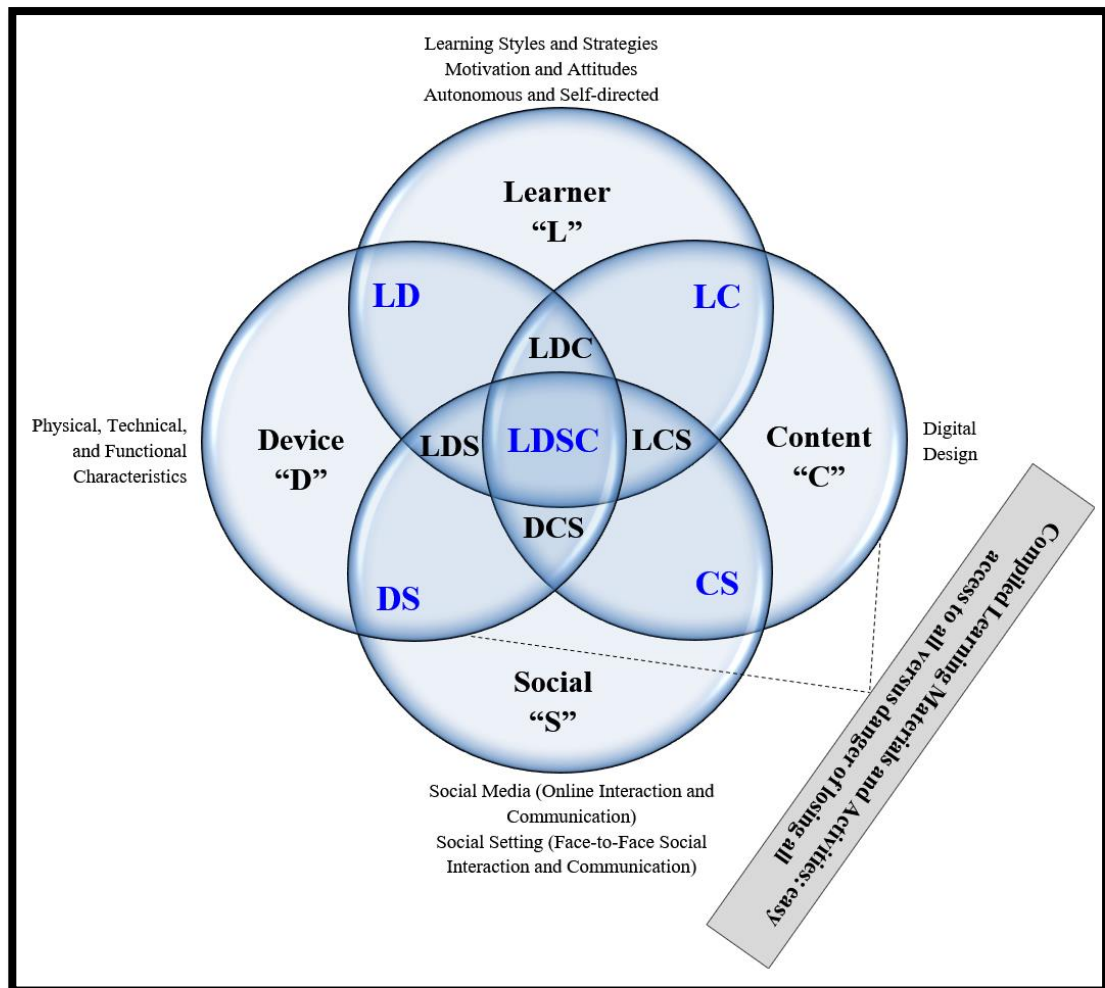 Learning Styles and Strategies
Motivation and Attitudes
Autonomous and Self-directed
Learner
“L”
LD
LC
LDC
Physical, Technical,
and Functional
Characteristics
Device
“D”
LDS
LDSC
LCS
Content
“C”
Digital
Design
DCS
DS
CS
Social
“S”
Social Media (Online Interaction and
Communication)
Social Setting (Face-to-Face Social
Interaction and Communication)
Compiled Learning Materials and Activities: easy
access to all versus danger of losing all